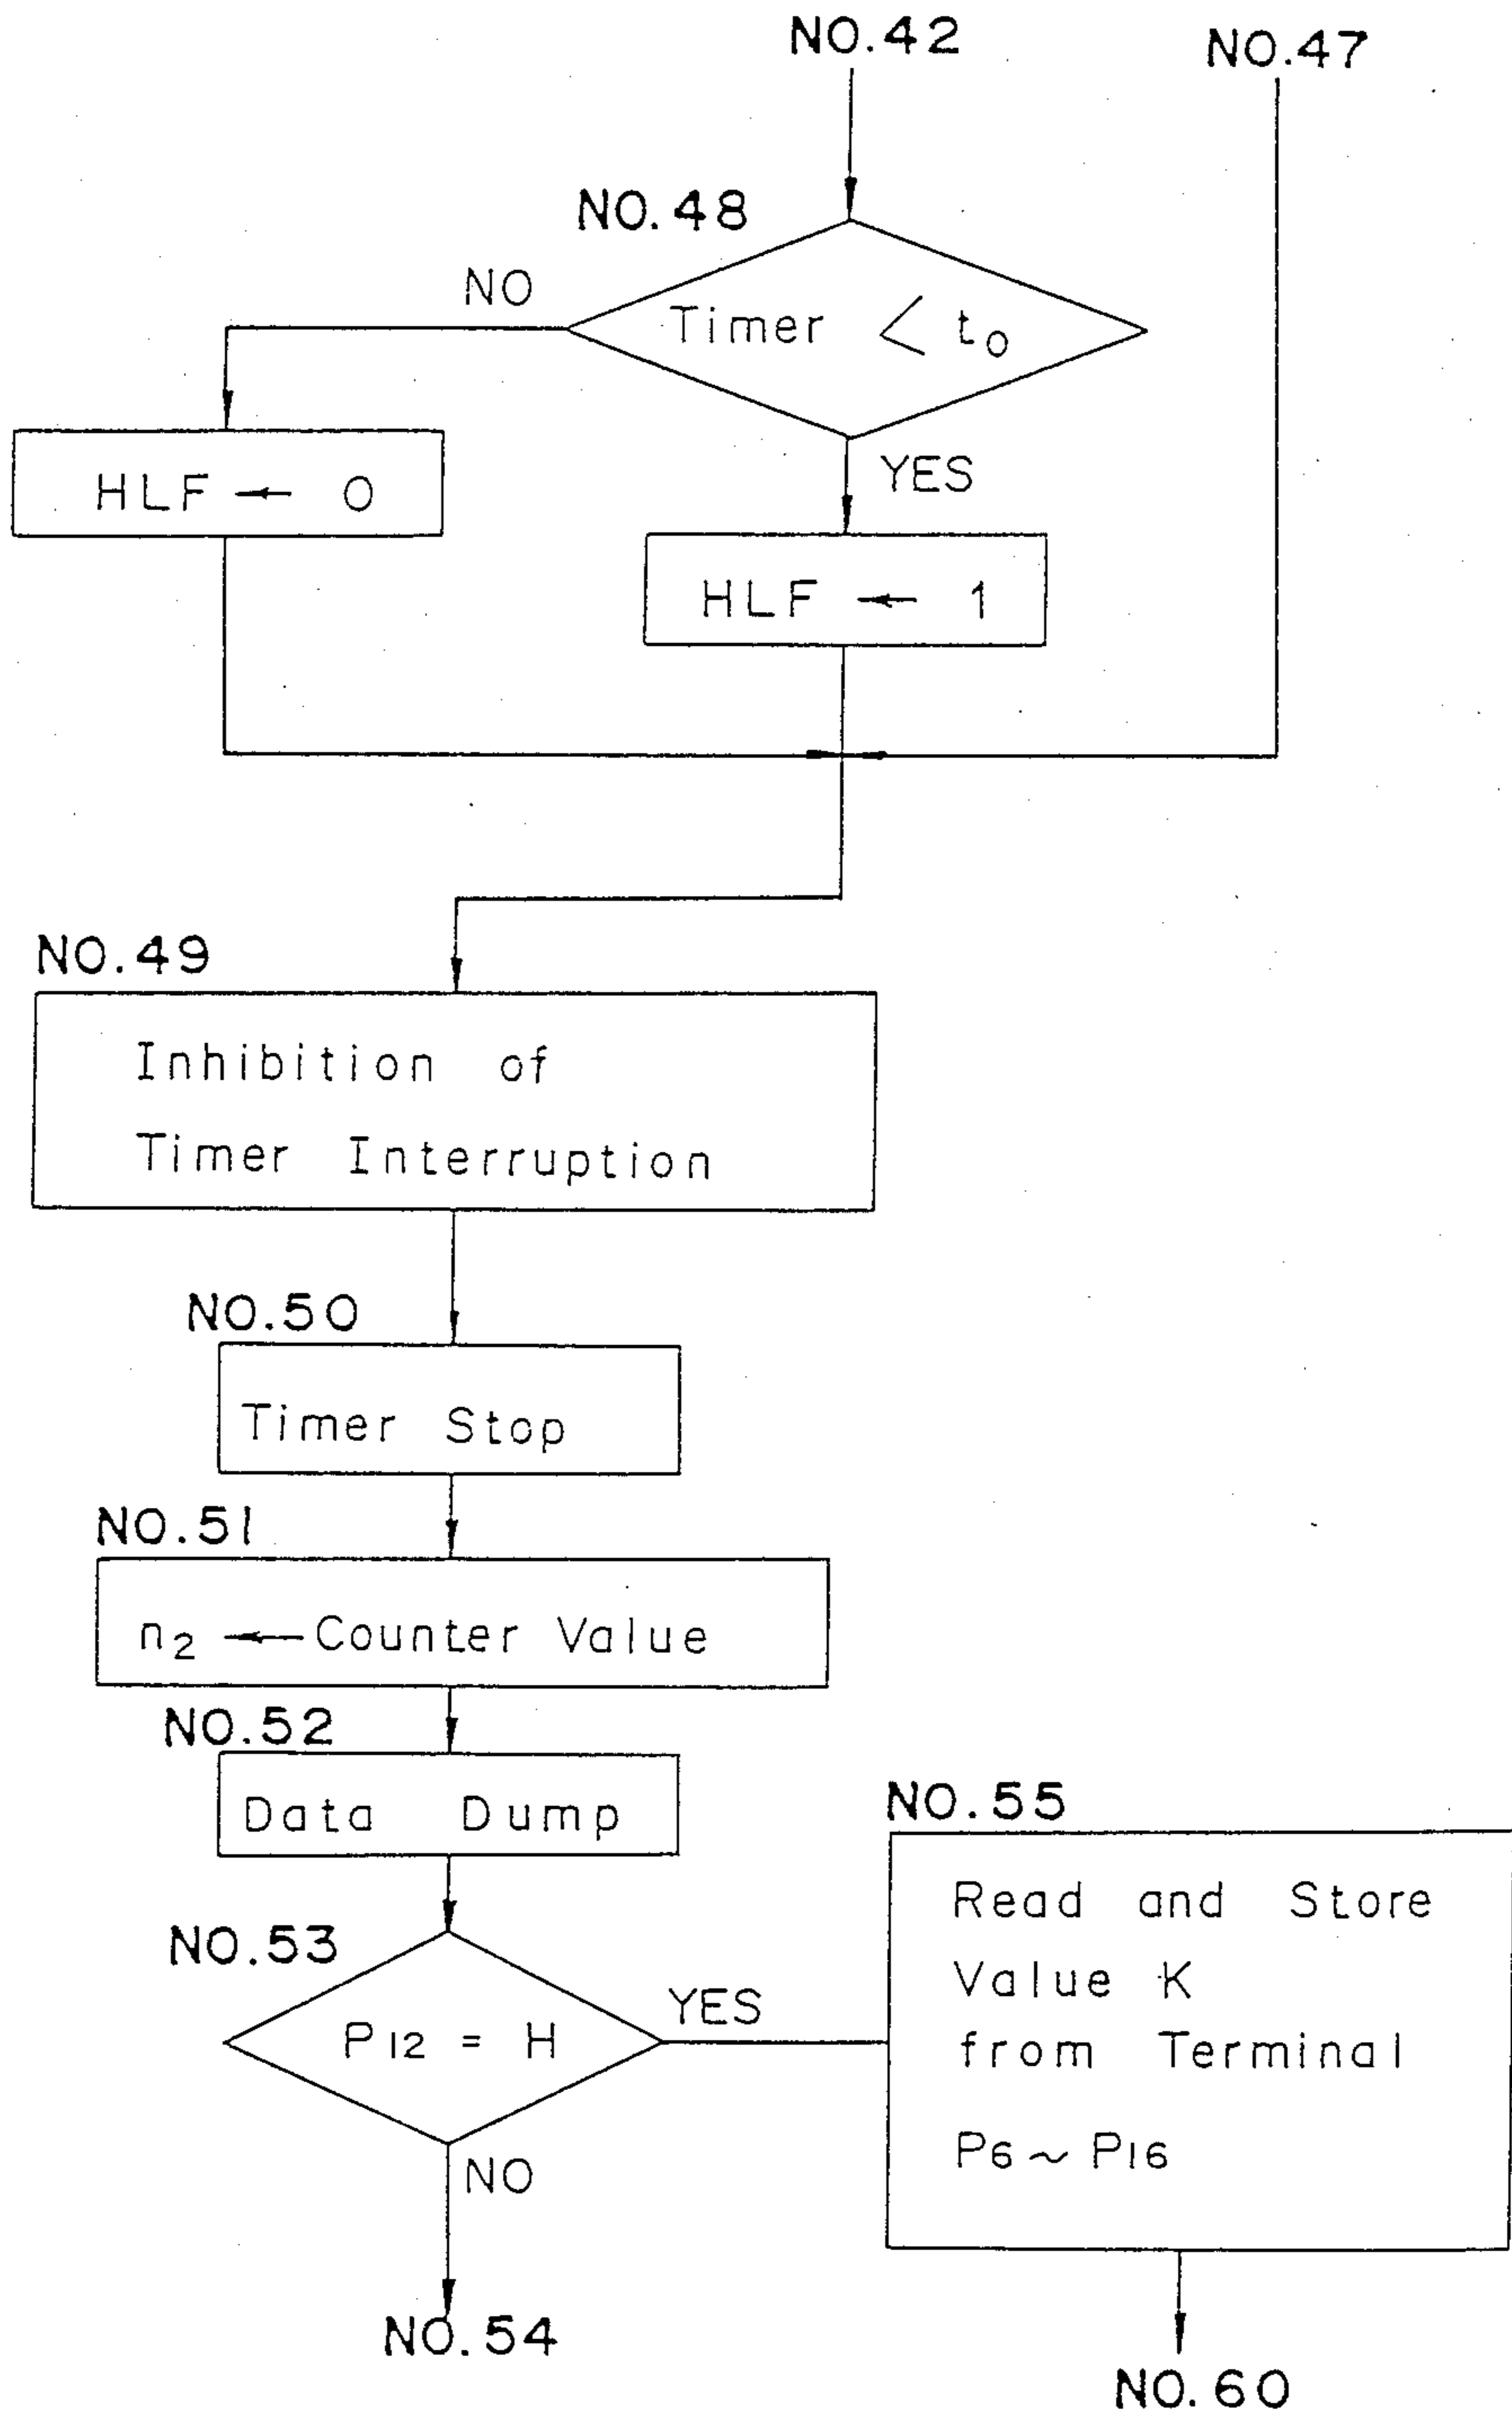 NO.42
NO.47
NO.48
NO
Timer < t0
HLF ← 0
YES
HLF ← 1
NO.49
Inhibition of
Timer Interruption
NO.50
Timer Stop
NO.51
n2 ← Counter Value
NO.52
Data Dump
NO.53
P12 = H
YES
NO
NO.54
NO.55
Read and Store
Value K
from Terminal
P6 ~ P16
NO.60